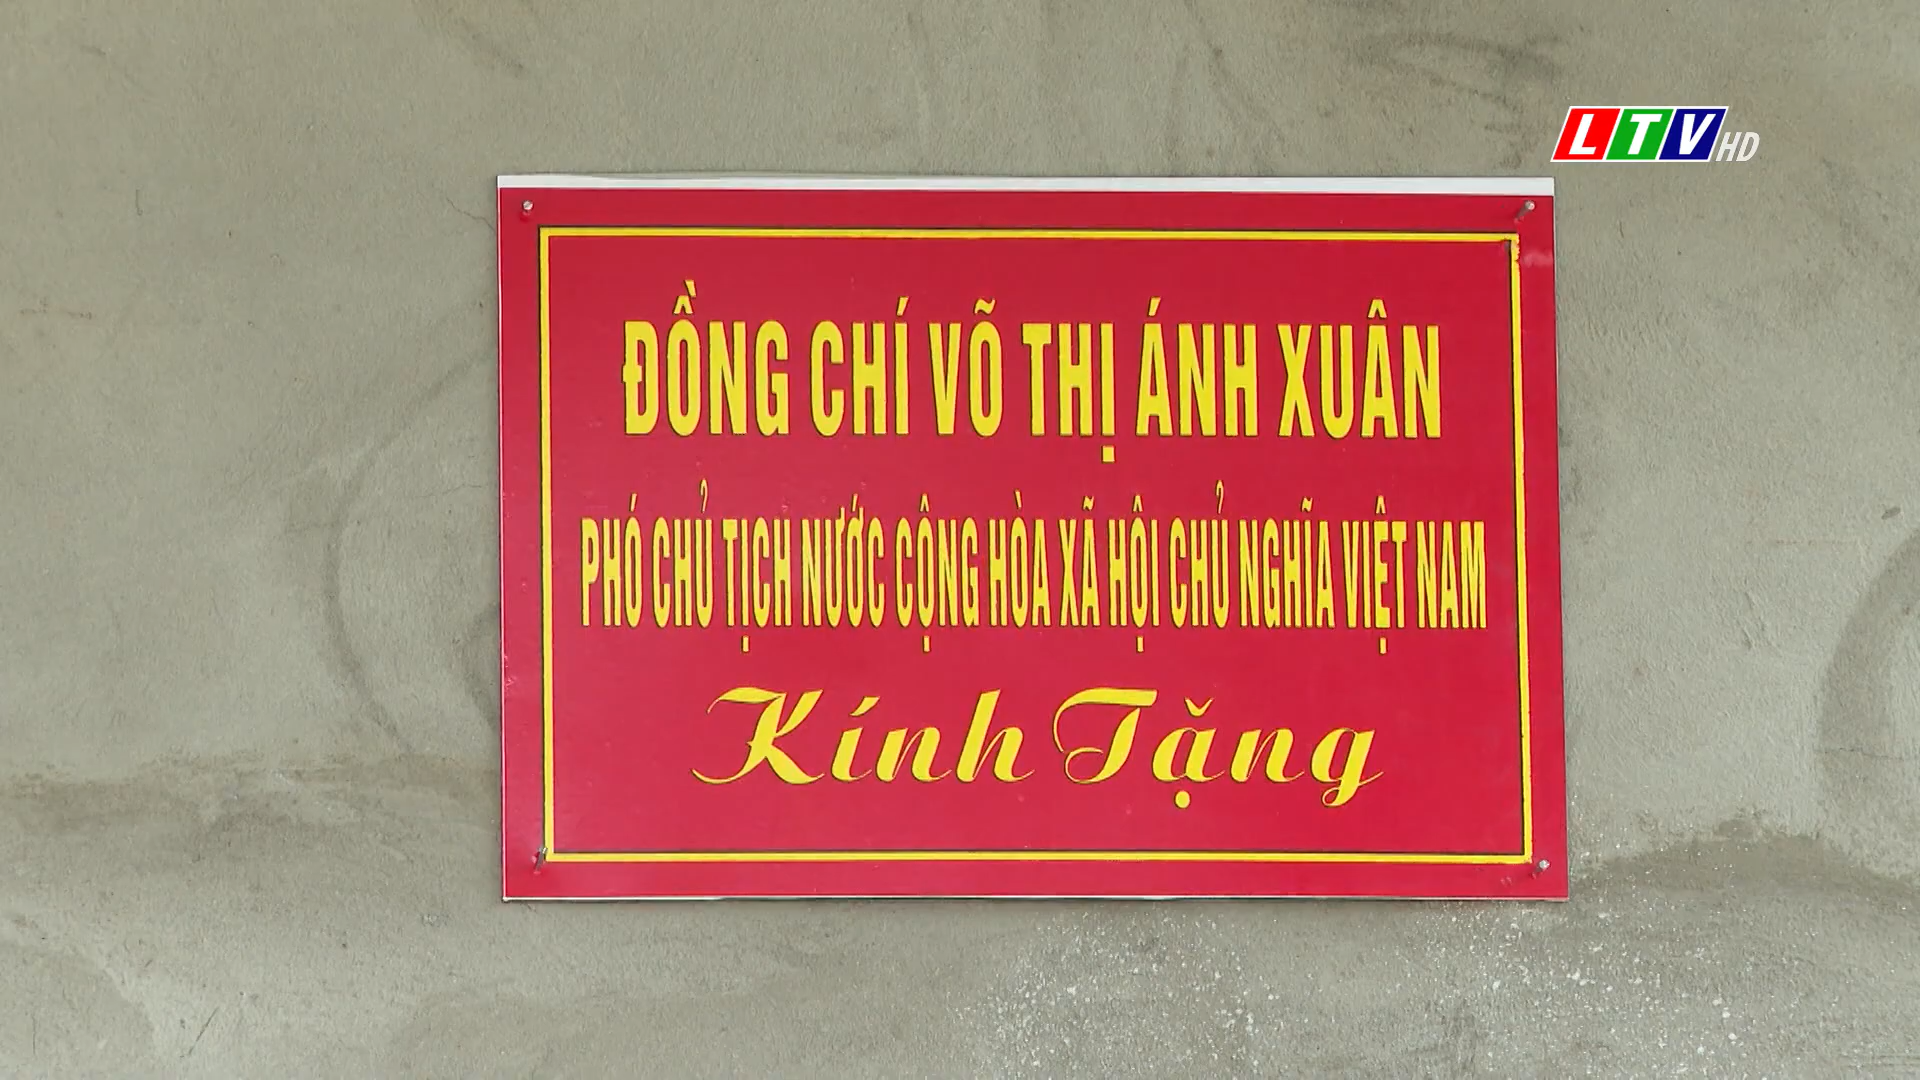 LTV HD
ĐỒNG CHÍ VÕ THỊ ÁNH XUÂN
PHÓ CHỦ TỊCH NƯỚC CỘNG HÒA XÃ HỘI CHỦ NGHĨA VIỆT NAM
Kính Tặng